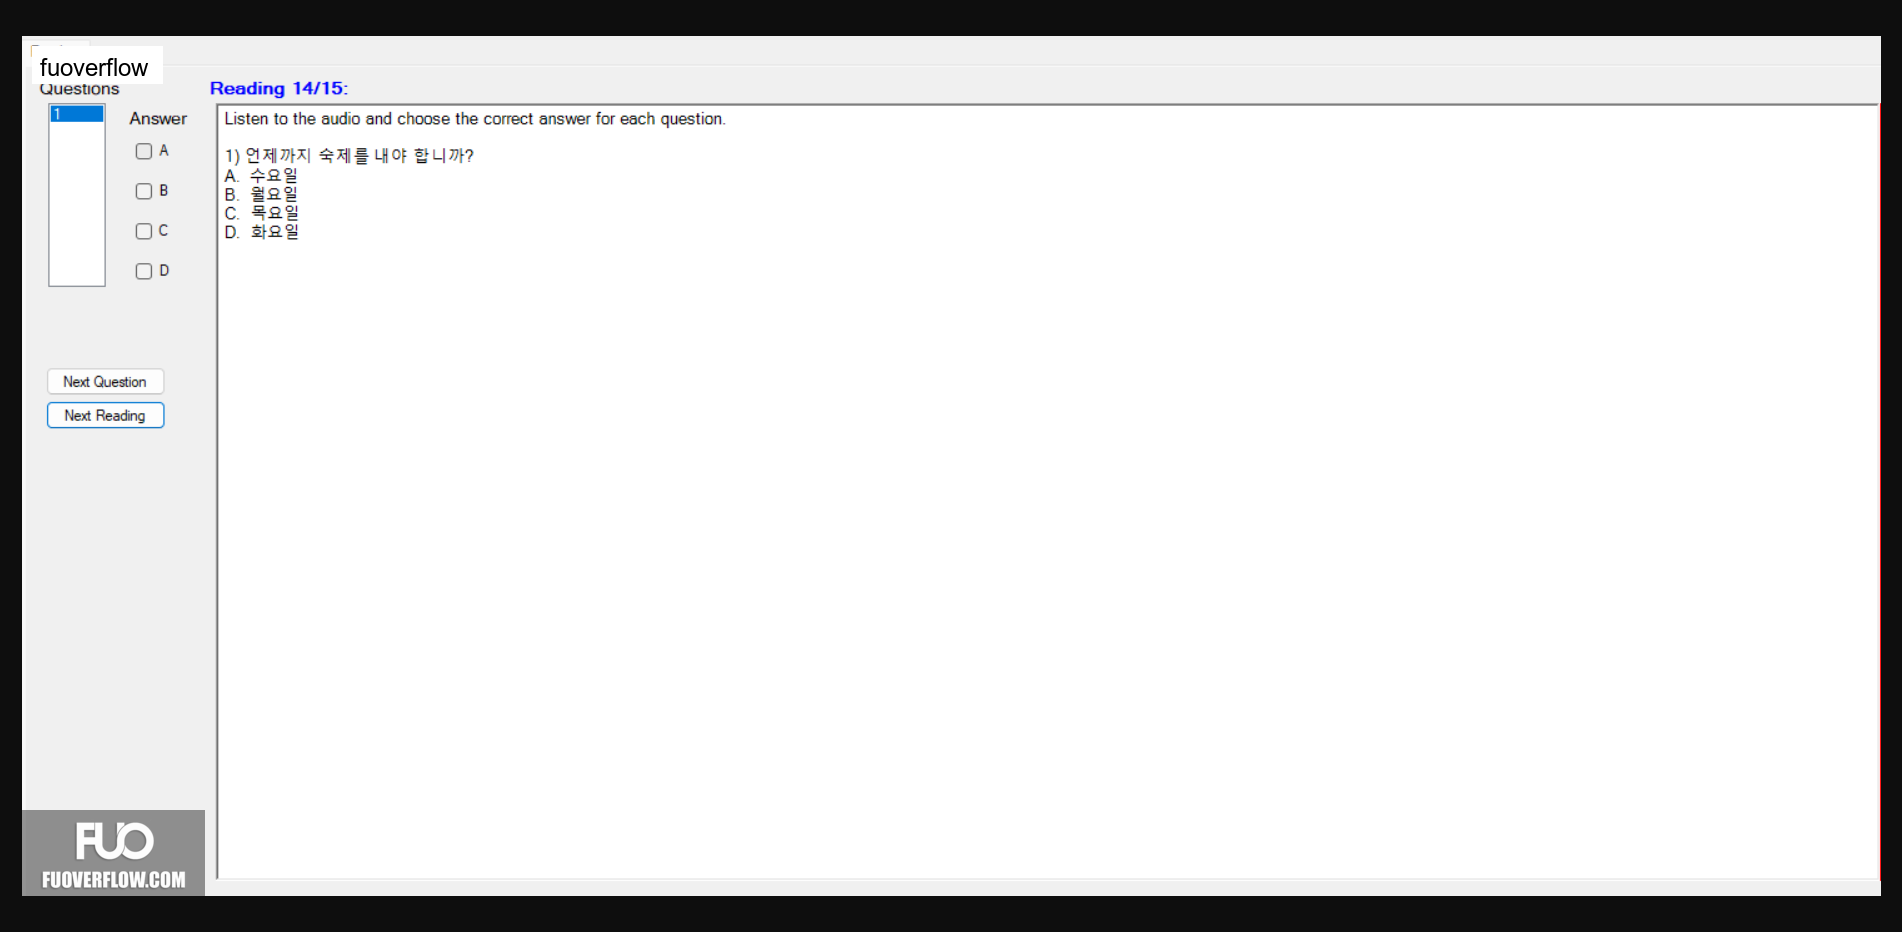 fuoverflow
Questions
Reading 14/15:
1
Answer
A
B
C
D
Next Question
Next Reading
Listen to the audio and choose the correct answer for each question.
1) 언제까지 숙제를 내야 합니까?
A. 수요일
B. 월요일
C. 목요일
D. 화요일
FUO
FUOVERFLOW.COM